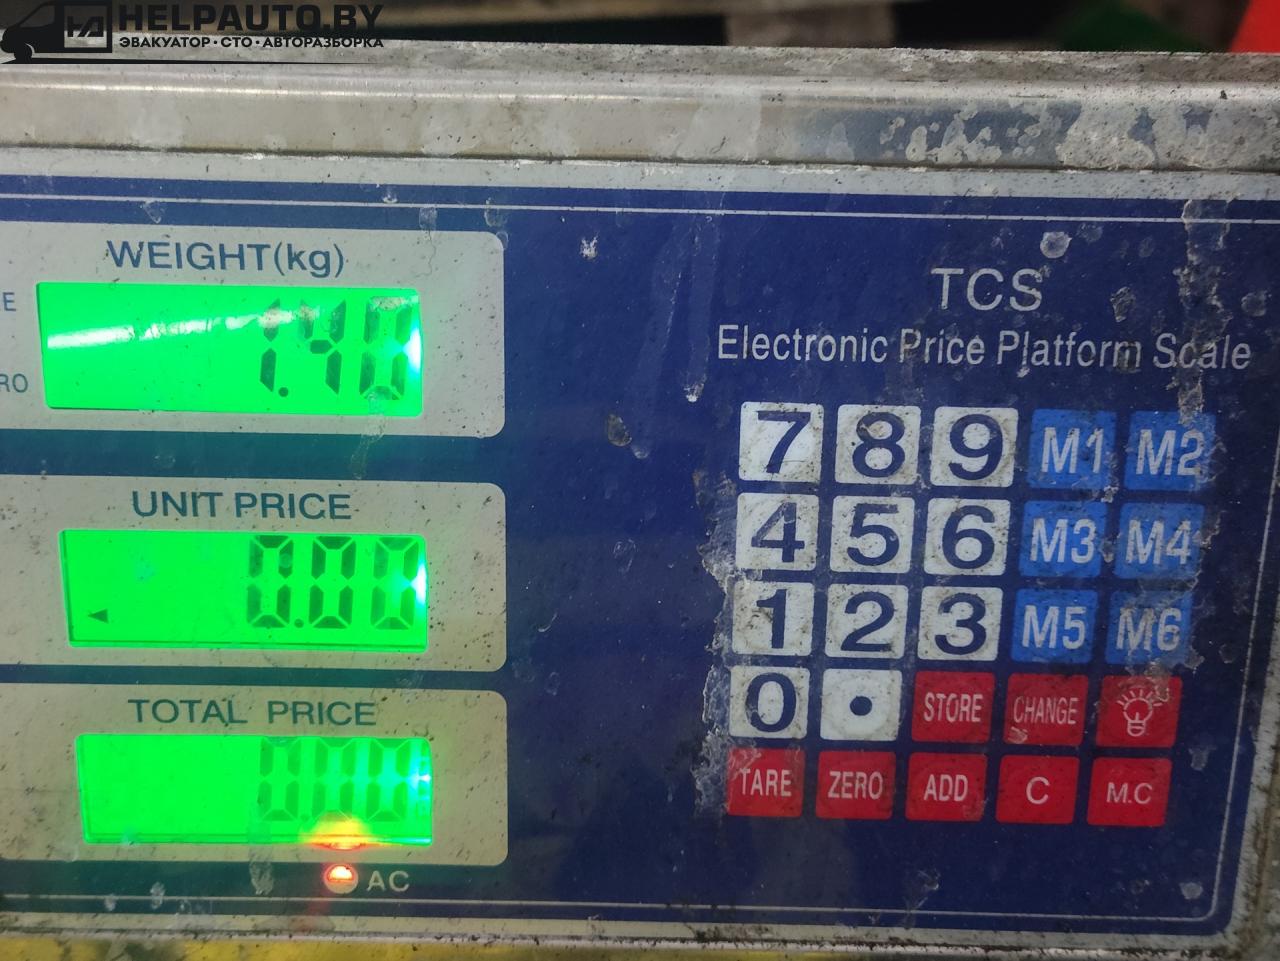 HELPAUTO.BY
ЭВАКУАТОР · СТО · АВТОРАЗБОРКА
WEIGHT(kg)
1.40
TCS
Electronic Price Platform Scale
UNIT PRICE
0.00
TOTAL PRICE
0.00
AC
7 8 9 M1 M2
4 5 6 M3 M4
1 2 3 M5 M6
0 • STORE CHANGE
TARE ZERO ADD C M.C